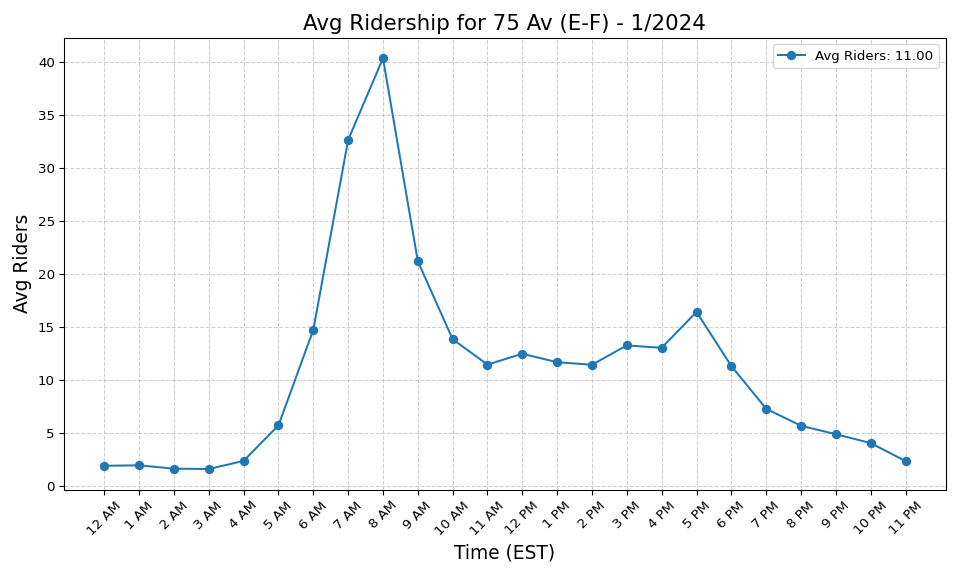 Avg Ridership for 75 Av (E-F) - 1/2024
Avg Riders: 11.00
Avg Riders
40
35
30
25
20
15
10
5
0
12 AM
1 AM
2 AM
3 AM
4 AM
5 AM
6 AM
7 AM
8 AM
9 AM
10 AM
11 AM
12 PM
1 PM
2 PM
3 PM
4 PM
5 PM
6 PM
7 PM
8 PM
9 PM
10 PM
11 PM
Time (EST)